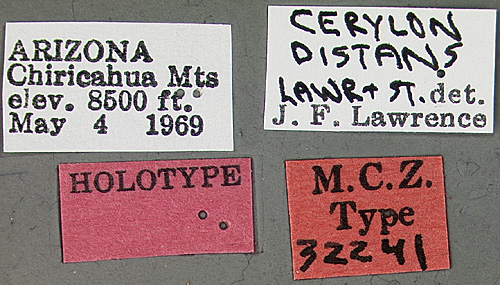 ARIZONA
Chiricahua Mts
elev. 8500 ft.
May 4 1969
CERYLON
DISTANS
LAWR + ST. det.
J. F. Lawrence
HOLOTYPE
M.C.Z.
Type
32241